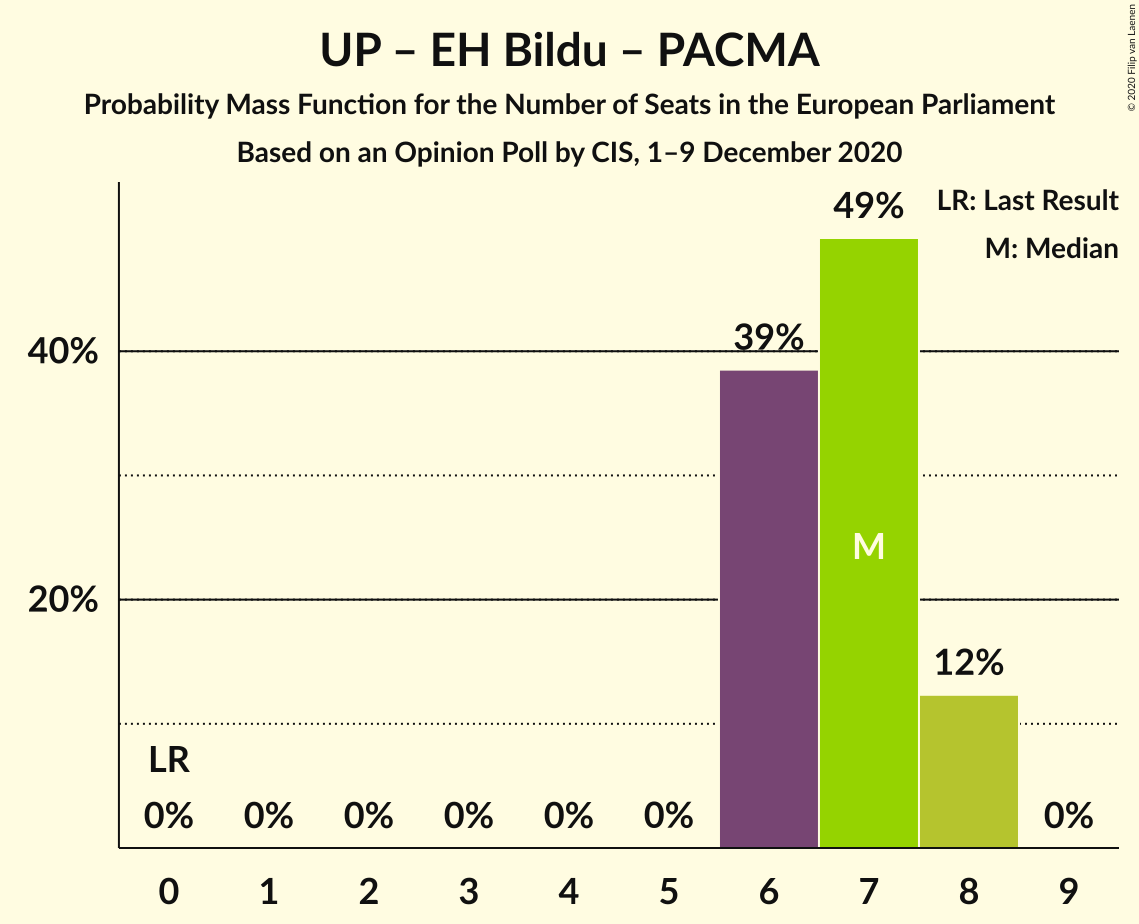 UP – EH Bildu – PACMA
Probability Mass Function for the Number of Seats in the European Parliament
Based on an Opinion Poll by CIS, 1–9 December 2020
© 2020 Filip van Laenen
LR: Last Result
M: Median
49%
39%
40%
M
20%
12%
LR
0% 0% 0% 0% 0% 0% 0%
0 1 2 3 4 5 6 7 8 9